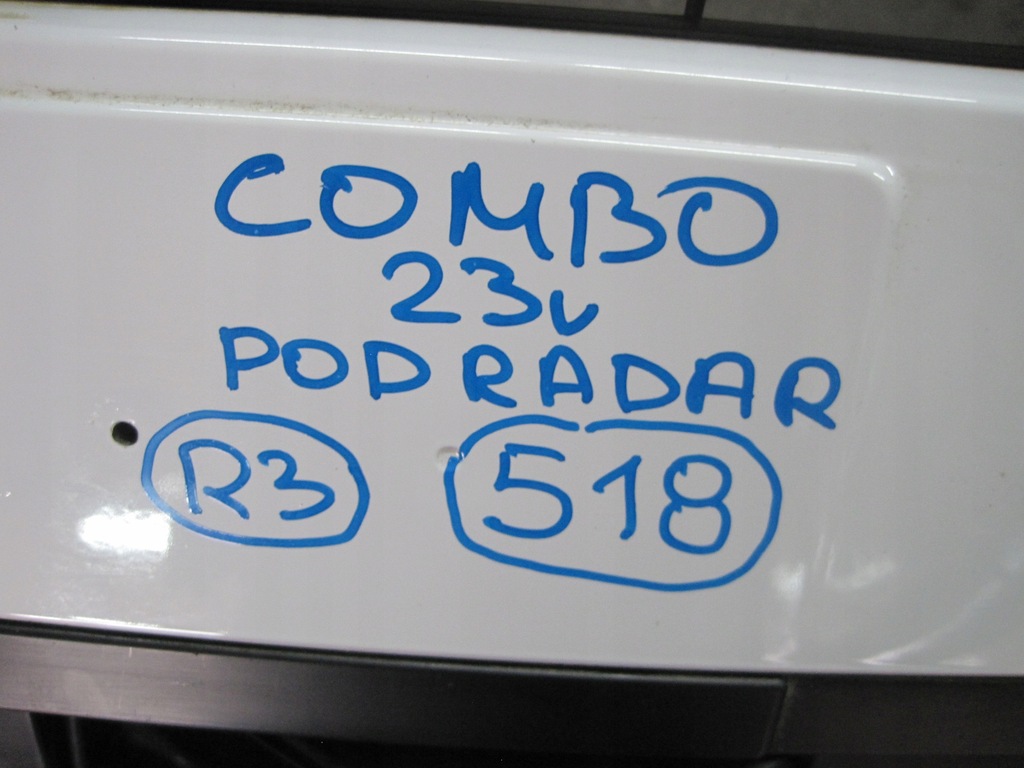 COMBO
23v
POD RADAR
R3 518